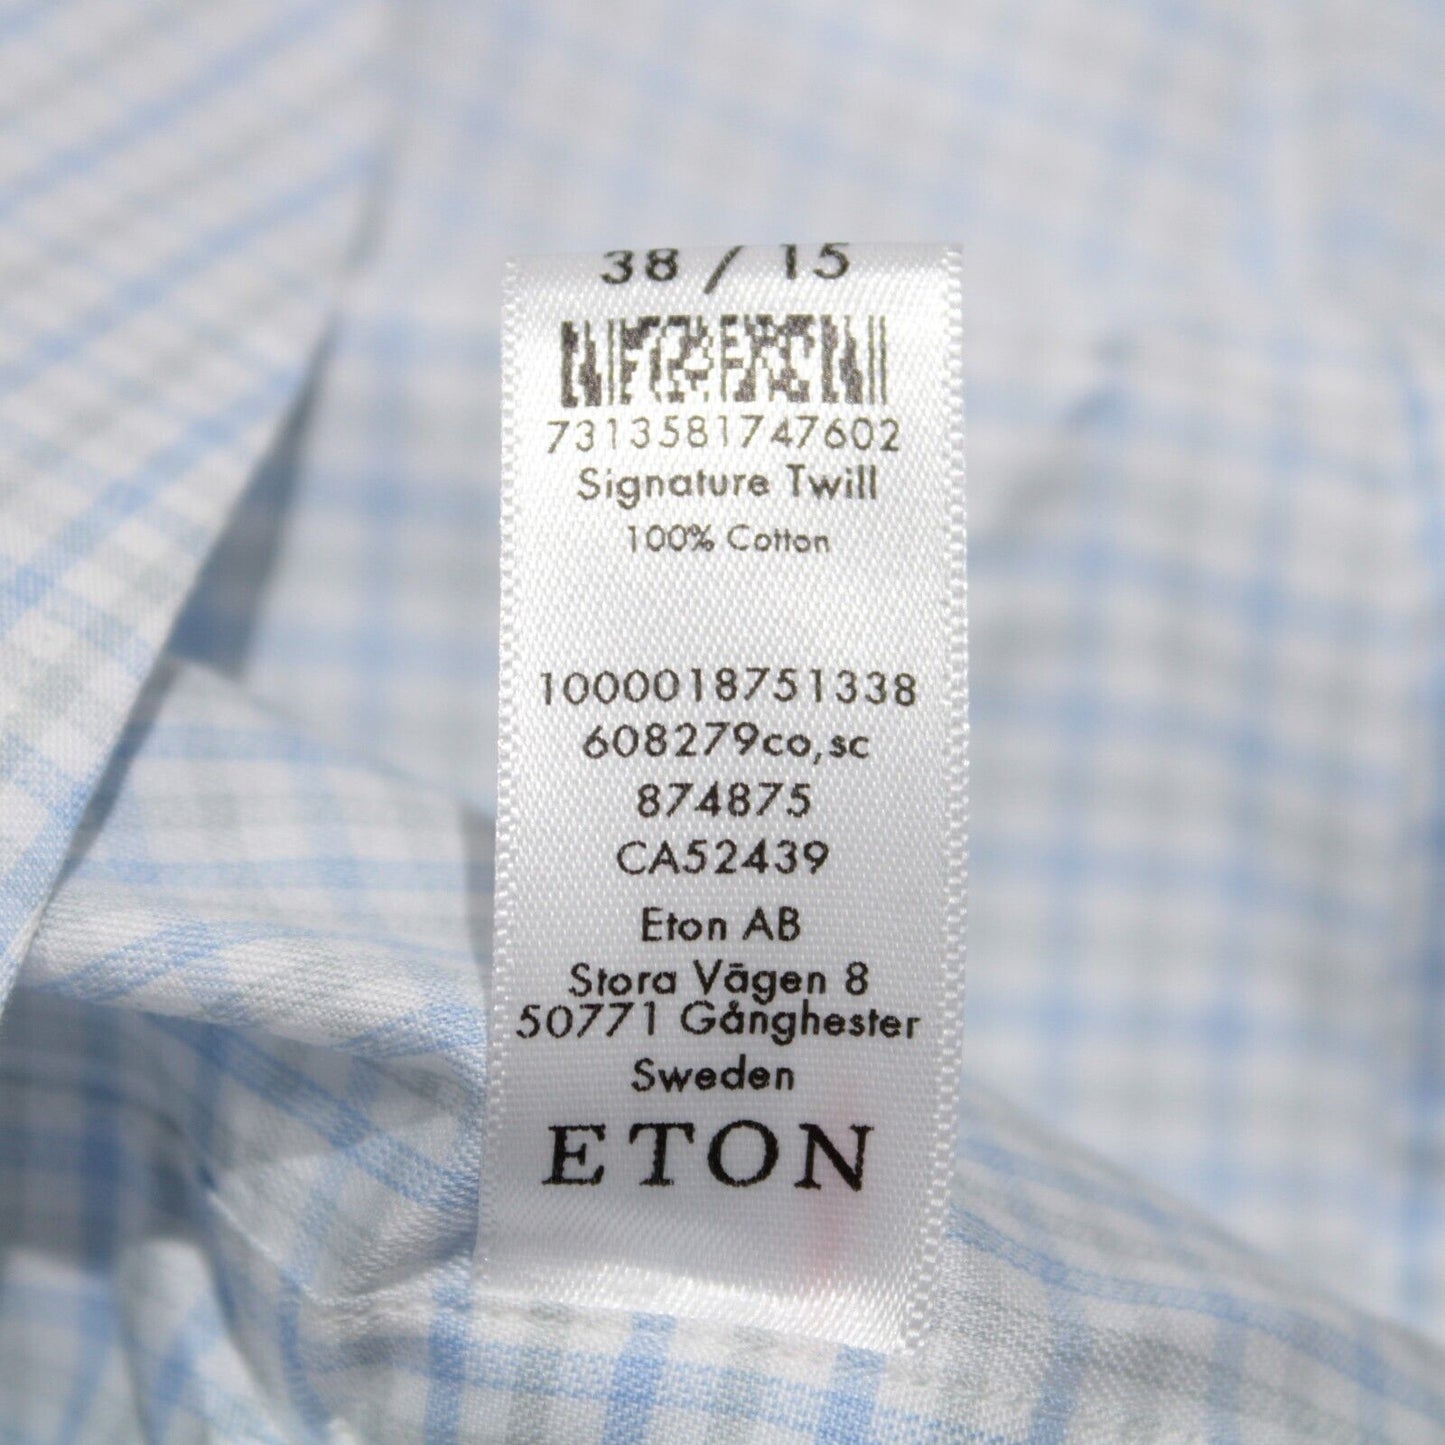 38 / 15
7313581747602
Signature Twill
100% Cotton
1000018751338
608279co,sc
874875
CA52439
Eton AB
Stora Vägen 8
50771 Gånghester
Sweden
ETON